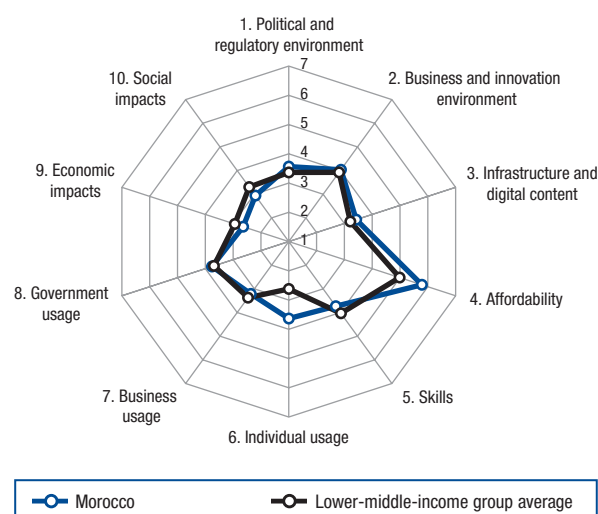 1. Political and
regulatory environment
7
6
5
4
3
2
1
2. Business and innovation
environment
3. Infrastructure and
digital content
4. Affordability
5. Skills
6. Individual usage
7. Business
usage
8. Government
usage
9. Economic
impacts
10. Social
impacts
Morocco
Lower-middle-income group average